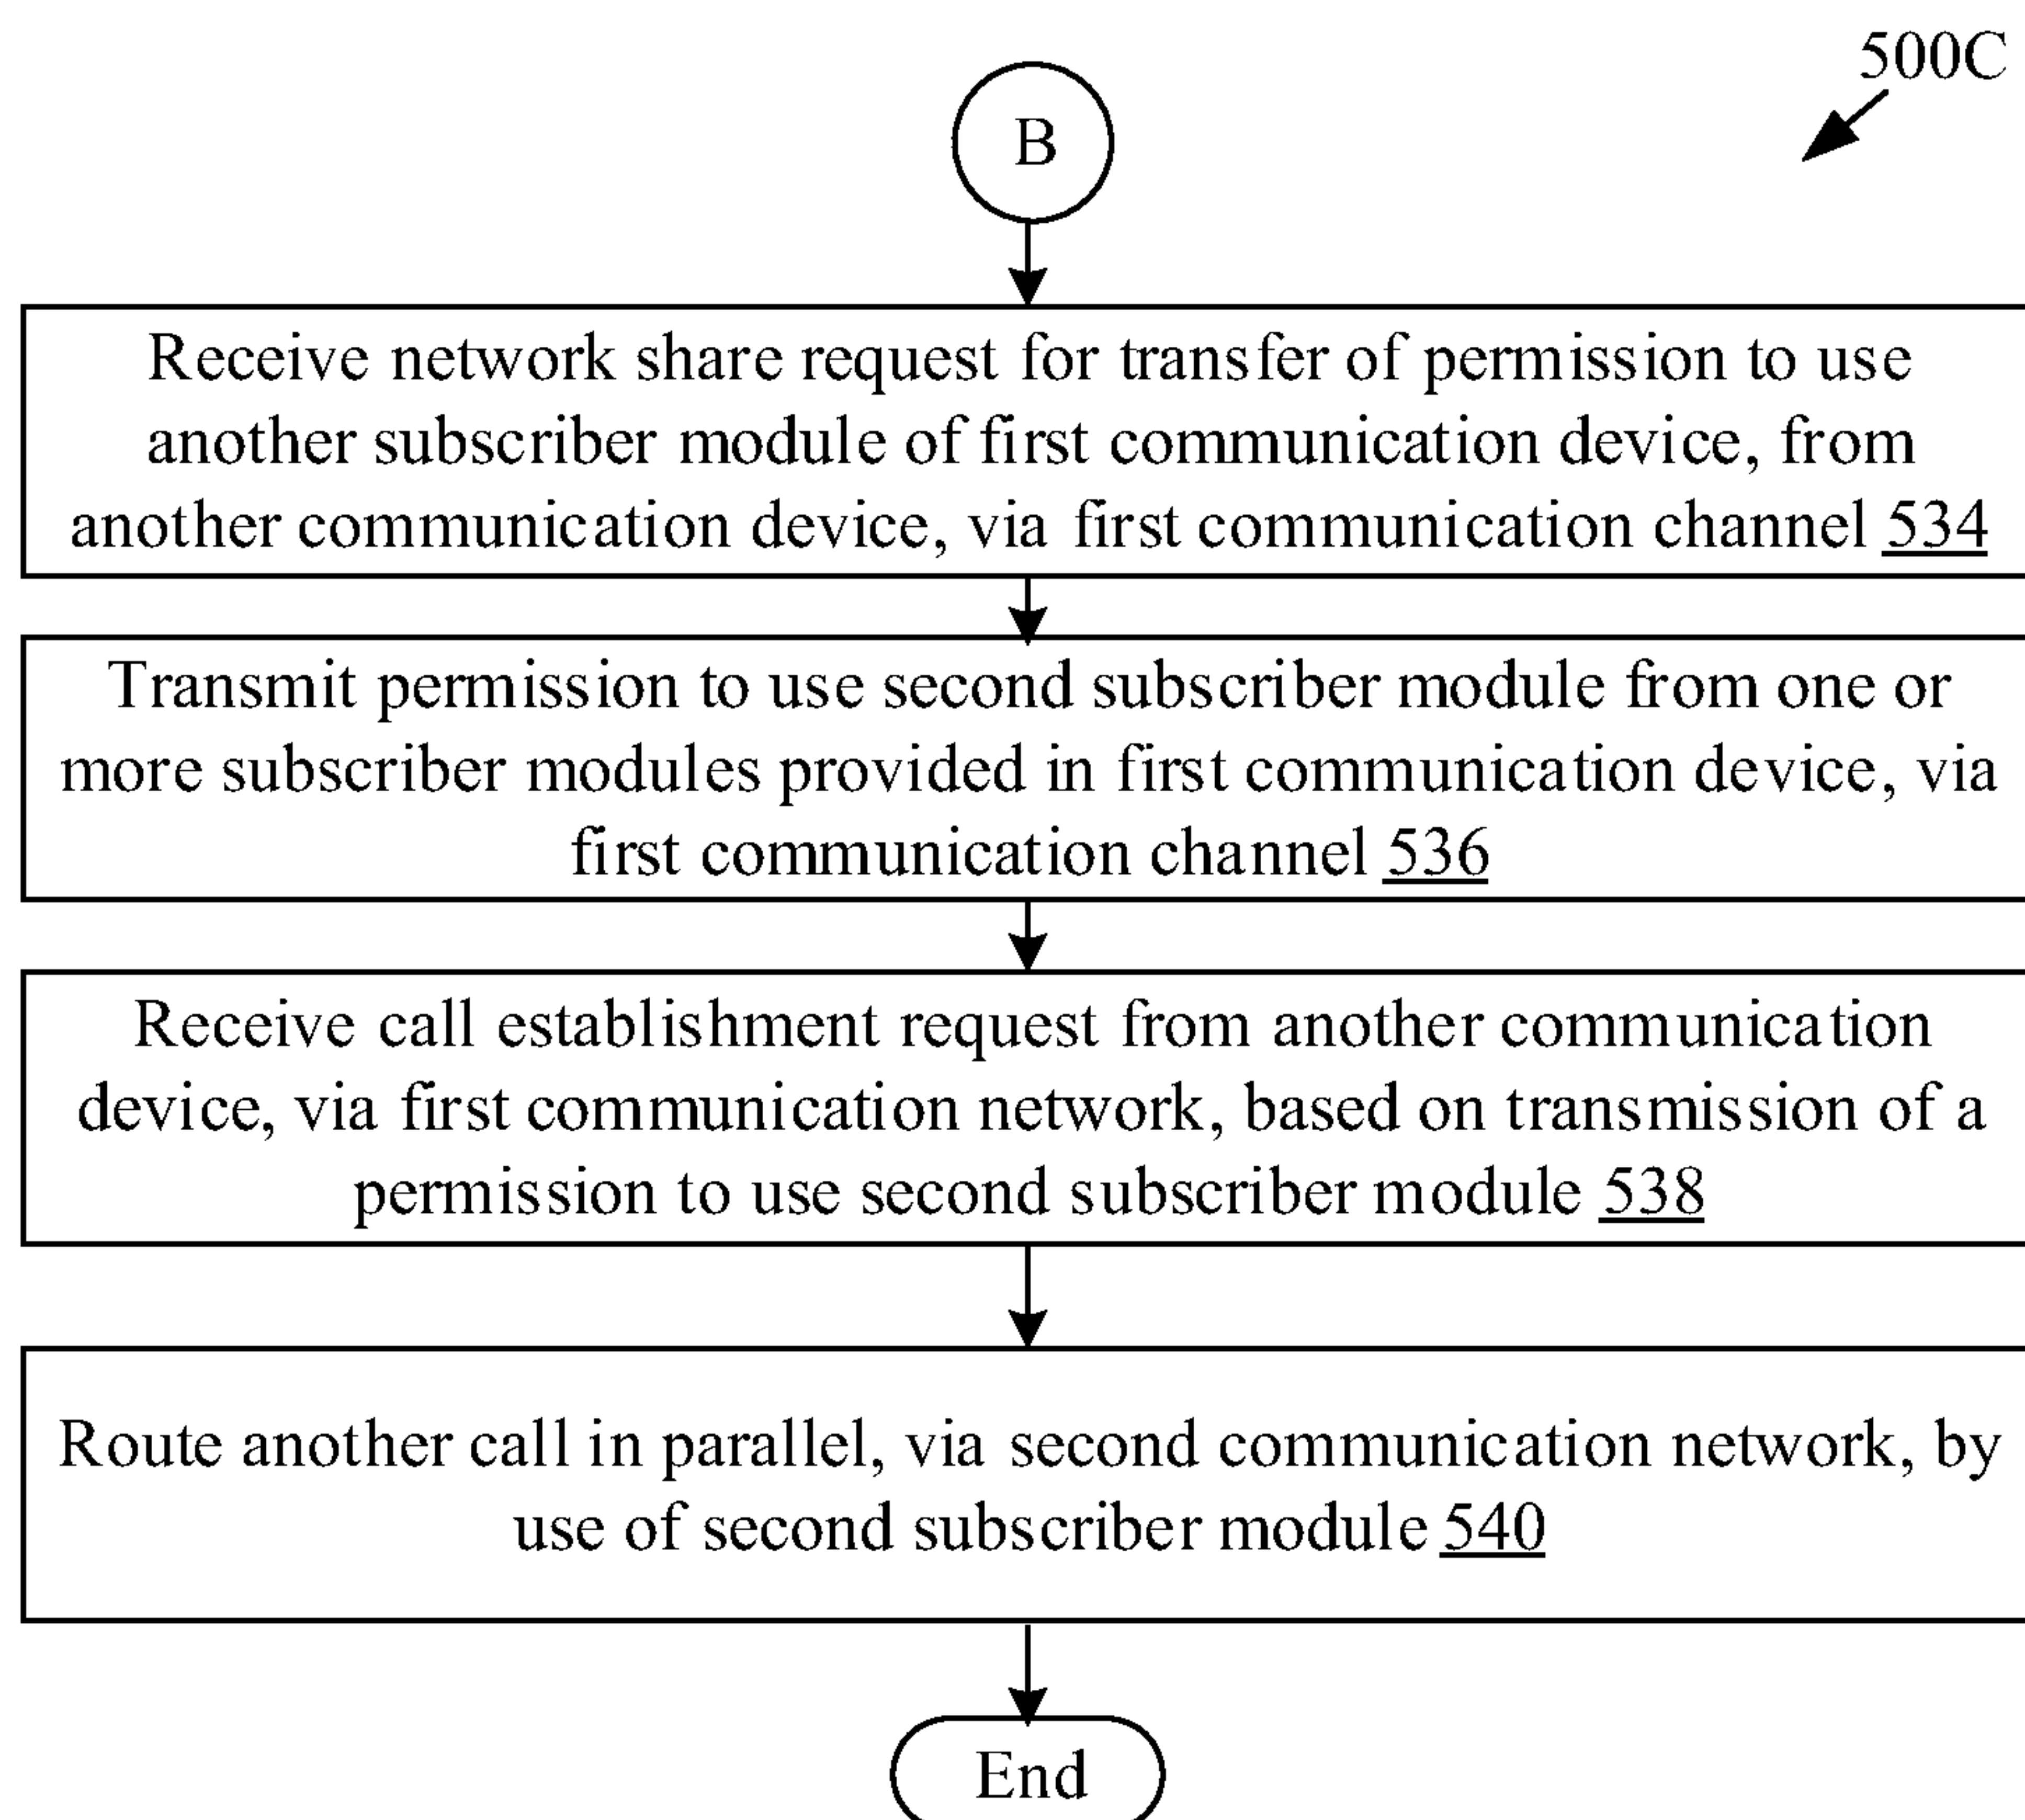 500C
B
Receive network share request for transfer of permission to use
another subscriber module of first communication device, from
another communication device, via first communication channel 534
Transmit permission to use second subscriber module from one or
more subscriber modules provided in first communication device, via
first communication channel 536
Receive call establishment request from another communication
device, via first communication network, based on transmission of a
permission to use second subscriber module 538
Route another call in parallel, via second communication network, by
use of second subscriber module 540
End